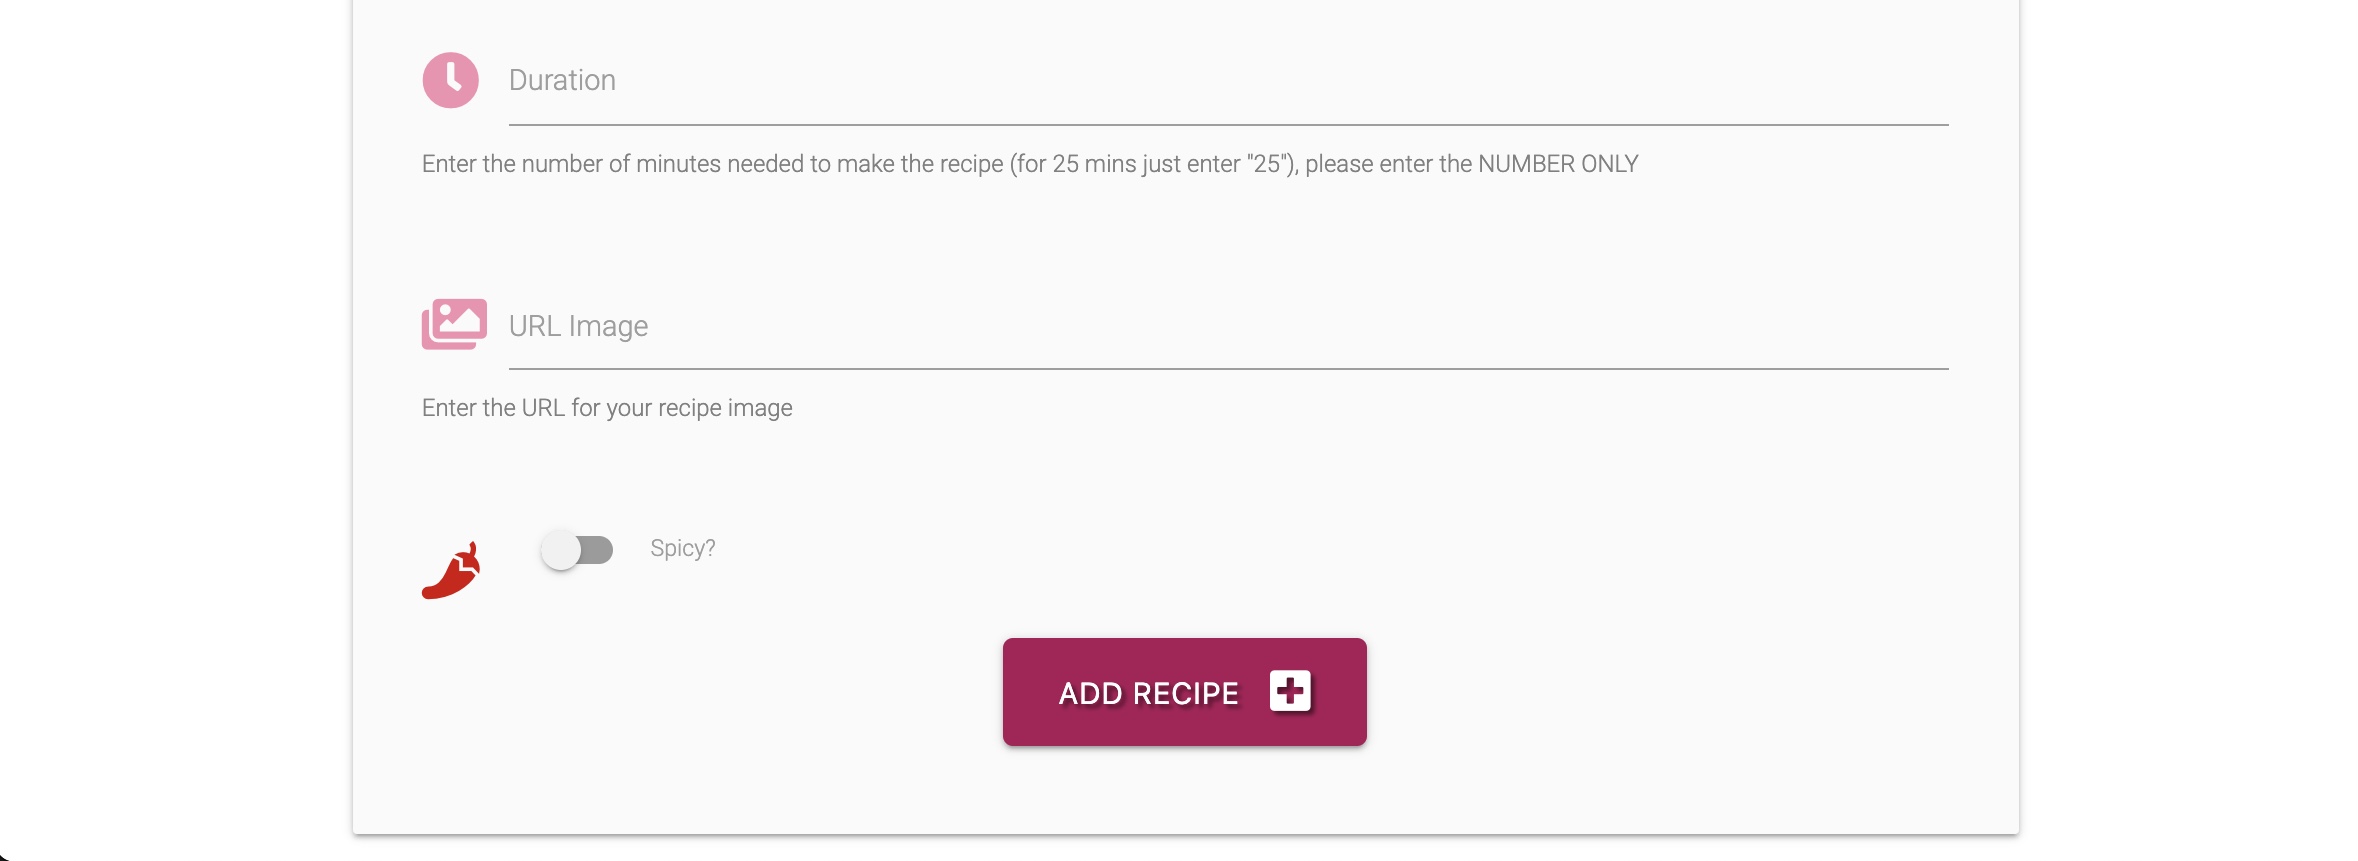 Duration
Enter the number of minutes needed to make the recipe (for 25 mins just enter "25"), please enter the NUMBER ONLY
URL Image
Enter the URL for your recipe image
Spicy?
ADD RECIPE